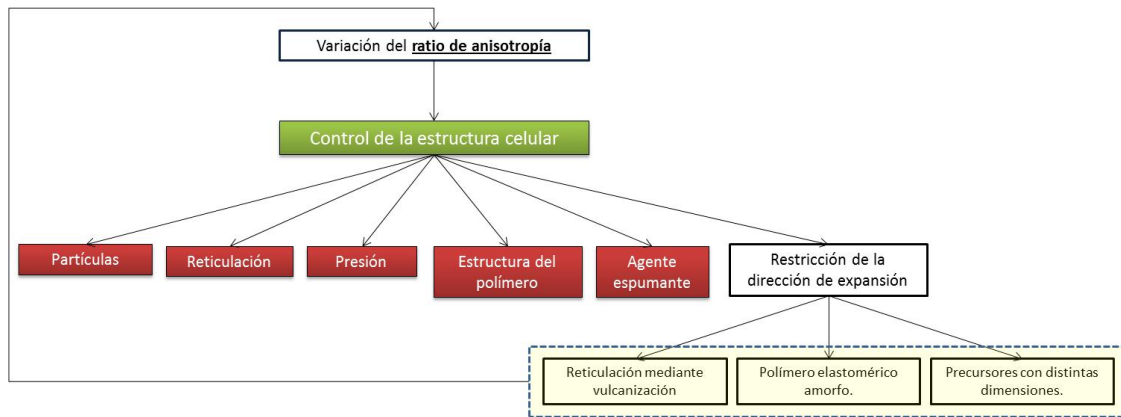 Variación del ratio de anisotropía
Control de la estructura celular
Partículas
Reticulación
Presión
Estructura del
polímero
Agente
espumante
Restricción de la
dirección de expansión
Reticulación mediante
vulcanización
Polímero elastomérico
amorfo.
Precursores con distintas
dimensiones.